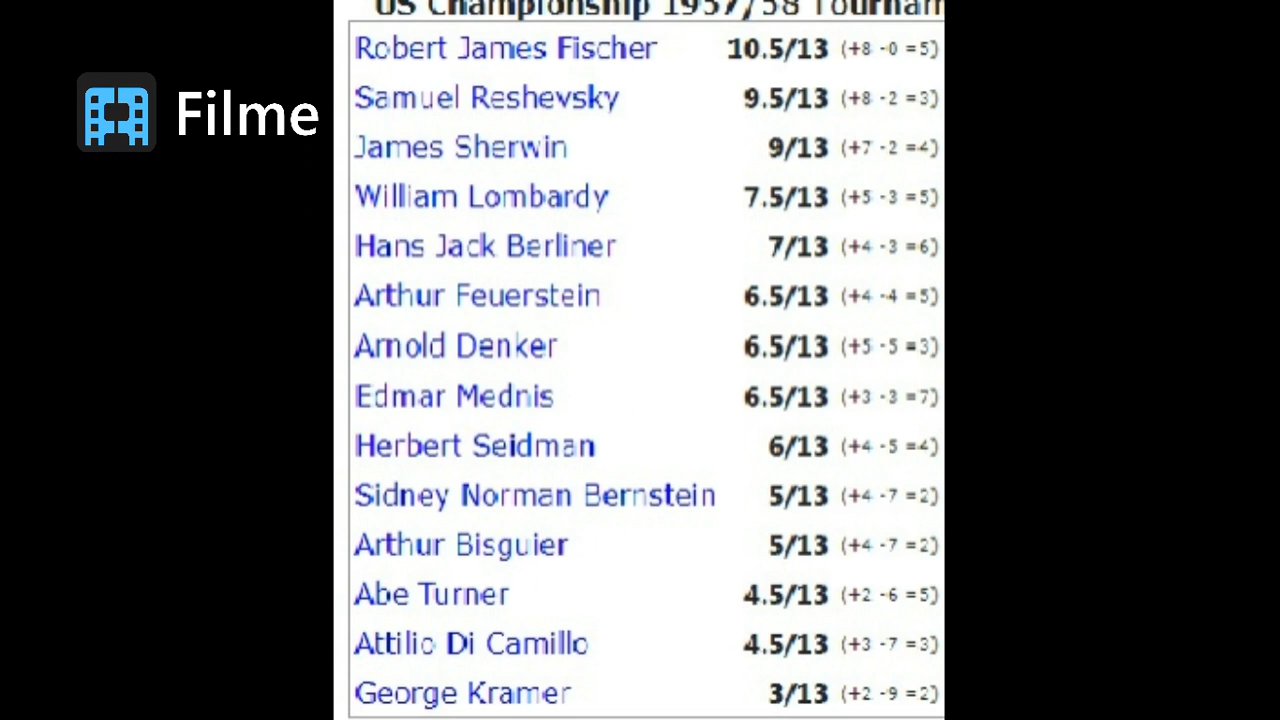 US Championship 1957/58 Tournam
Filme
Robert James Fischer 10.5/13 (+8 -0 =5)
Samuel Reshevsky 9.5/13 (+8 -2 =3)
James Sherwin 9/13 (+7 -2 =4)
William Lombardy 7.5/13 (+5 -3 =5)
Hans Jack Berliner 7/13 (+4 -3 =6)
Arthur Feuerstein 6.5/13 (+4 -4 =5)
Arnold Denker 6.5/13 (+5 -5 =3)
Edmar Mednis 6.5/13 (+3 -3 =7)
Herbert Seidman 6/13 (+4 -5 =4)
Sidney Norman Bernstein 5/13 (+4 -7 =2)
Arthur Bisguier 5/13 (+4 -7 =2)
Abe Turner 4.5/13 (+2 -6 =5)
Attilio Di Camillo 4.5/13 (+3 -7 =3)
George Kramer 3/13 (+2 -9 =2)